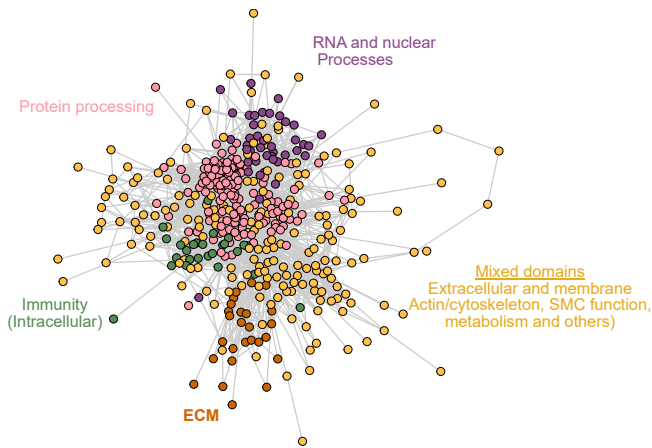 RNA and nuclear
Processes
Protein processing
Mixed domains
Extracellular and membrane
Actin/cytoskeleton, SMC function,
metabolism and others)
Immunity
(Intracellular)
ECM